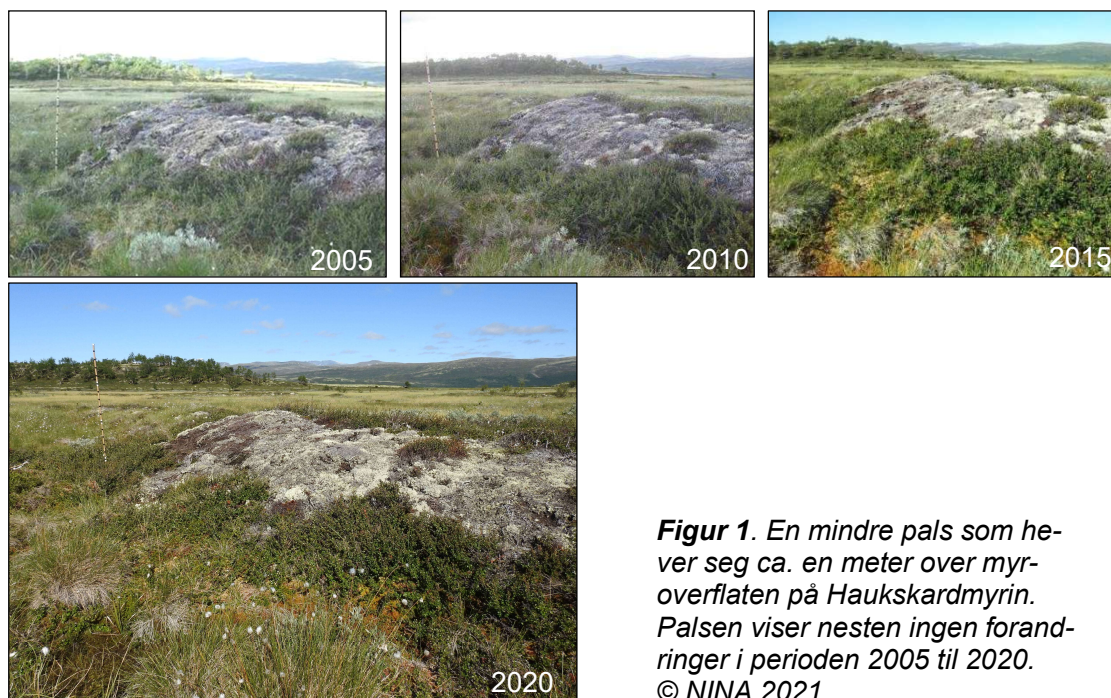 2005
2010
2015
2020
Figur 1. En mindre pals som he-
ver seg ca. en meter over myr-
overflaten på Haukskardmyrin.
Palsen viser nesten ingen forand-
ringer i perioden 2005 til 2020.
© NINA 2021